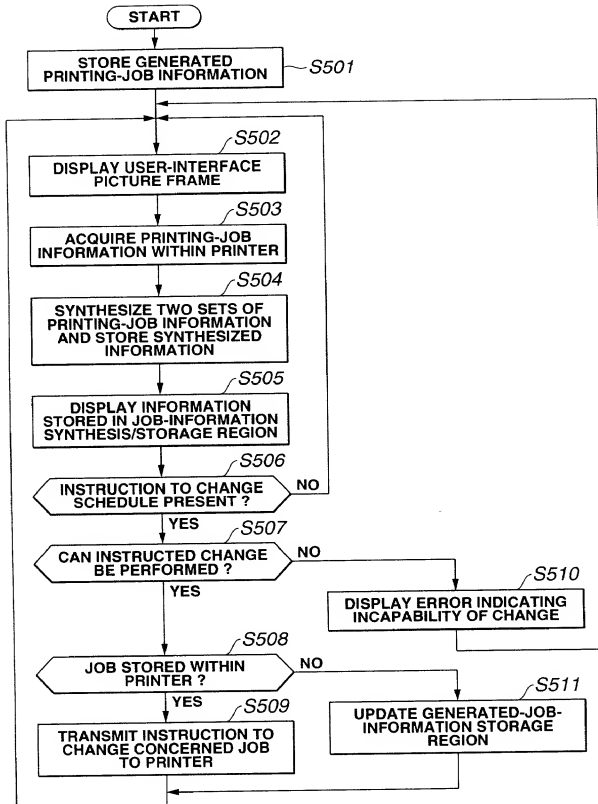 START
STORE GENERATED
PRINTING-JOB INFORMATION
S501
S502
DISPLAY USER-INTERFACE
PICTURE FRAME
S503
ACQUIRE PRINTING-JOB
INFORMATION WITHIN PRINTER
S504
SYNTHESIZE TWO SETS OF
PRINTING-JOB INFORMATION
AND STORE SYNTHESIZED
INFORMATION
S505
DISPLAY INFORMATION
STORED IN JOB-INFORMATION
SYNTHESIS/STORAGE REGION
S506
INSTRUCTION TO CHANGE
SCHEDULE PRESENT ?
NO
YES
S507
CAN INSTRUCTED CHANGE
BE PERFORMED ?
NO
YES
S510
DISPLAY ERROR INDICATING
INCAPABILITY OF CHANGE
S508
JOB STORED WITHIN
PRINTER ?
NO
YES
S511
UPDATE GENERATED-JOB-
INFORMATION STORAGE
REGION
S509
TRANSMIT INSTRUCTION TO
CHANGE CONCERNED JOB
TO PRINTER